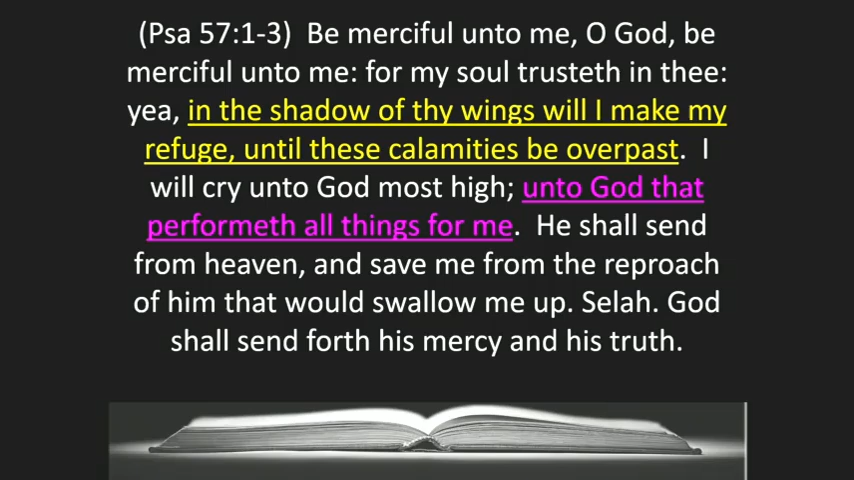 (Psa 57:1-3)  Be merciful unto me, O God, be
merciful unto me: for my soul trusteth in thee:
yea, in the shadow of thy wings will I make my
refuge, until these calamities be overpast.  I
will cry unto God most high; unto God that
performeth all things for me.  He shall send
from heaven, and save me from the reproach
of him that would swallow me up. Selah. God
shall send forth his mercy and his truth.